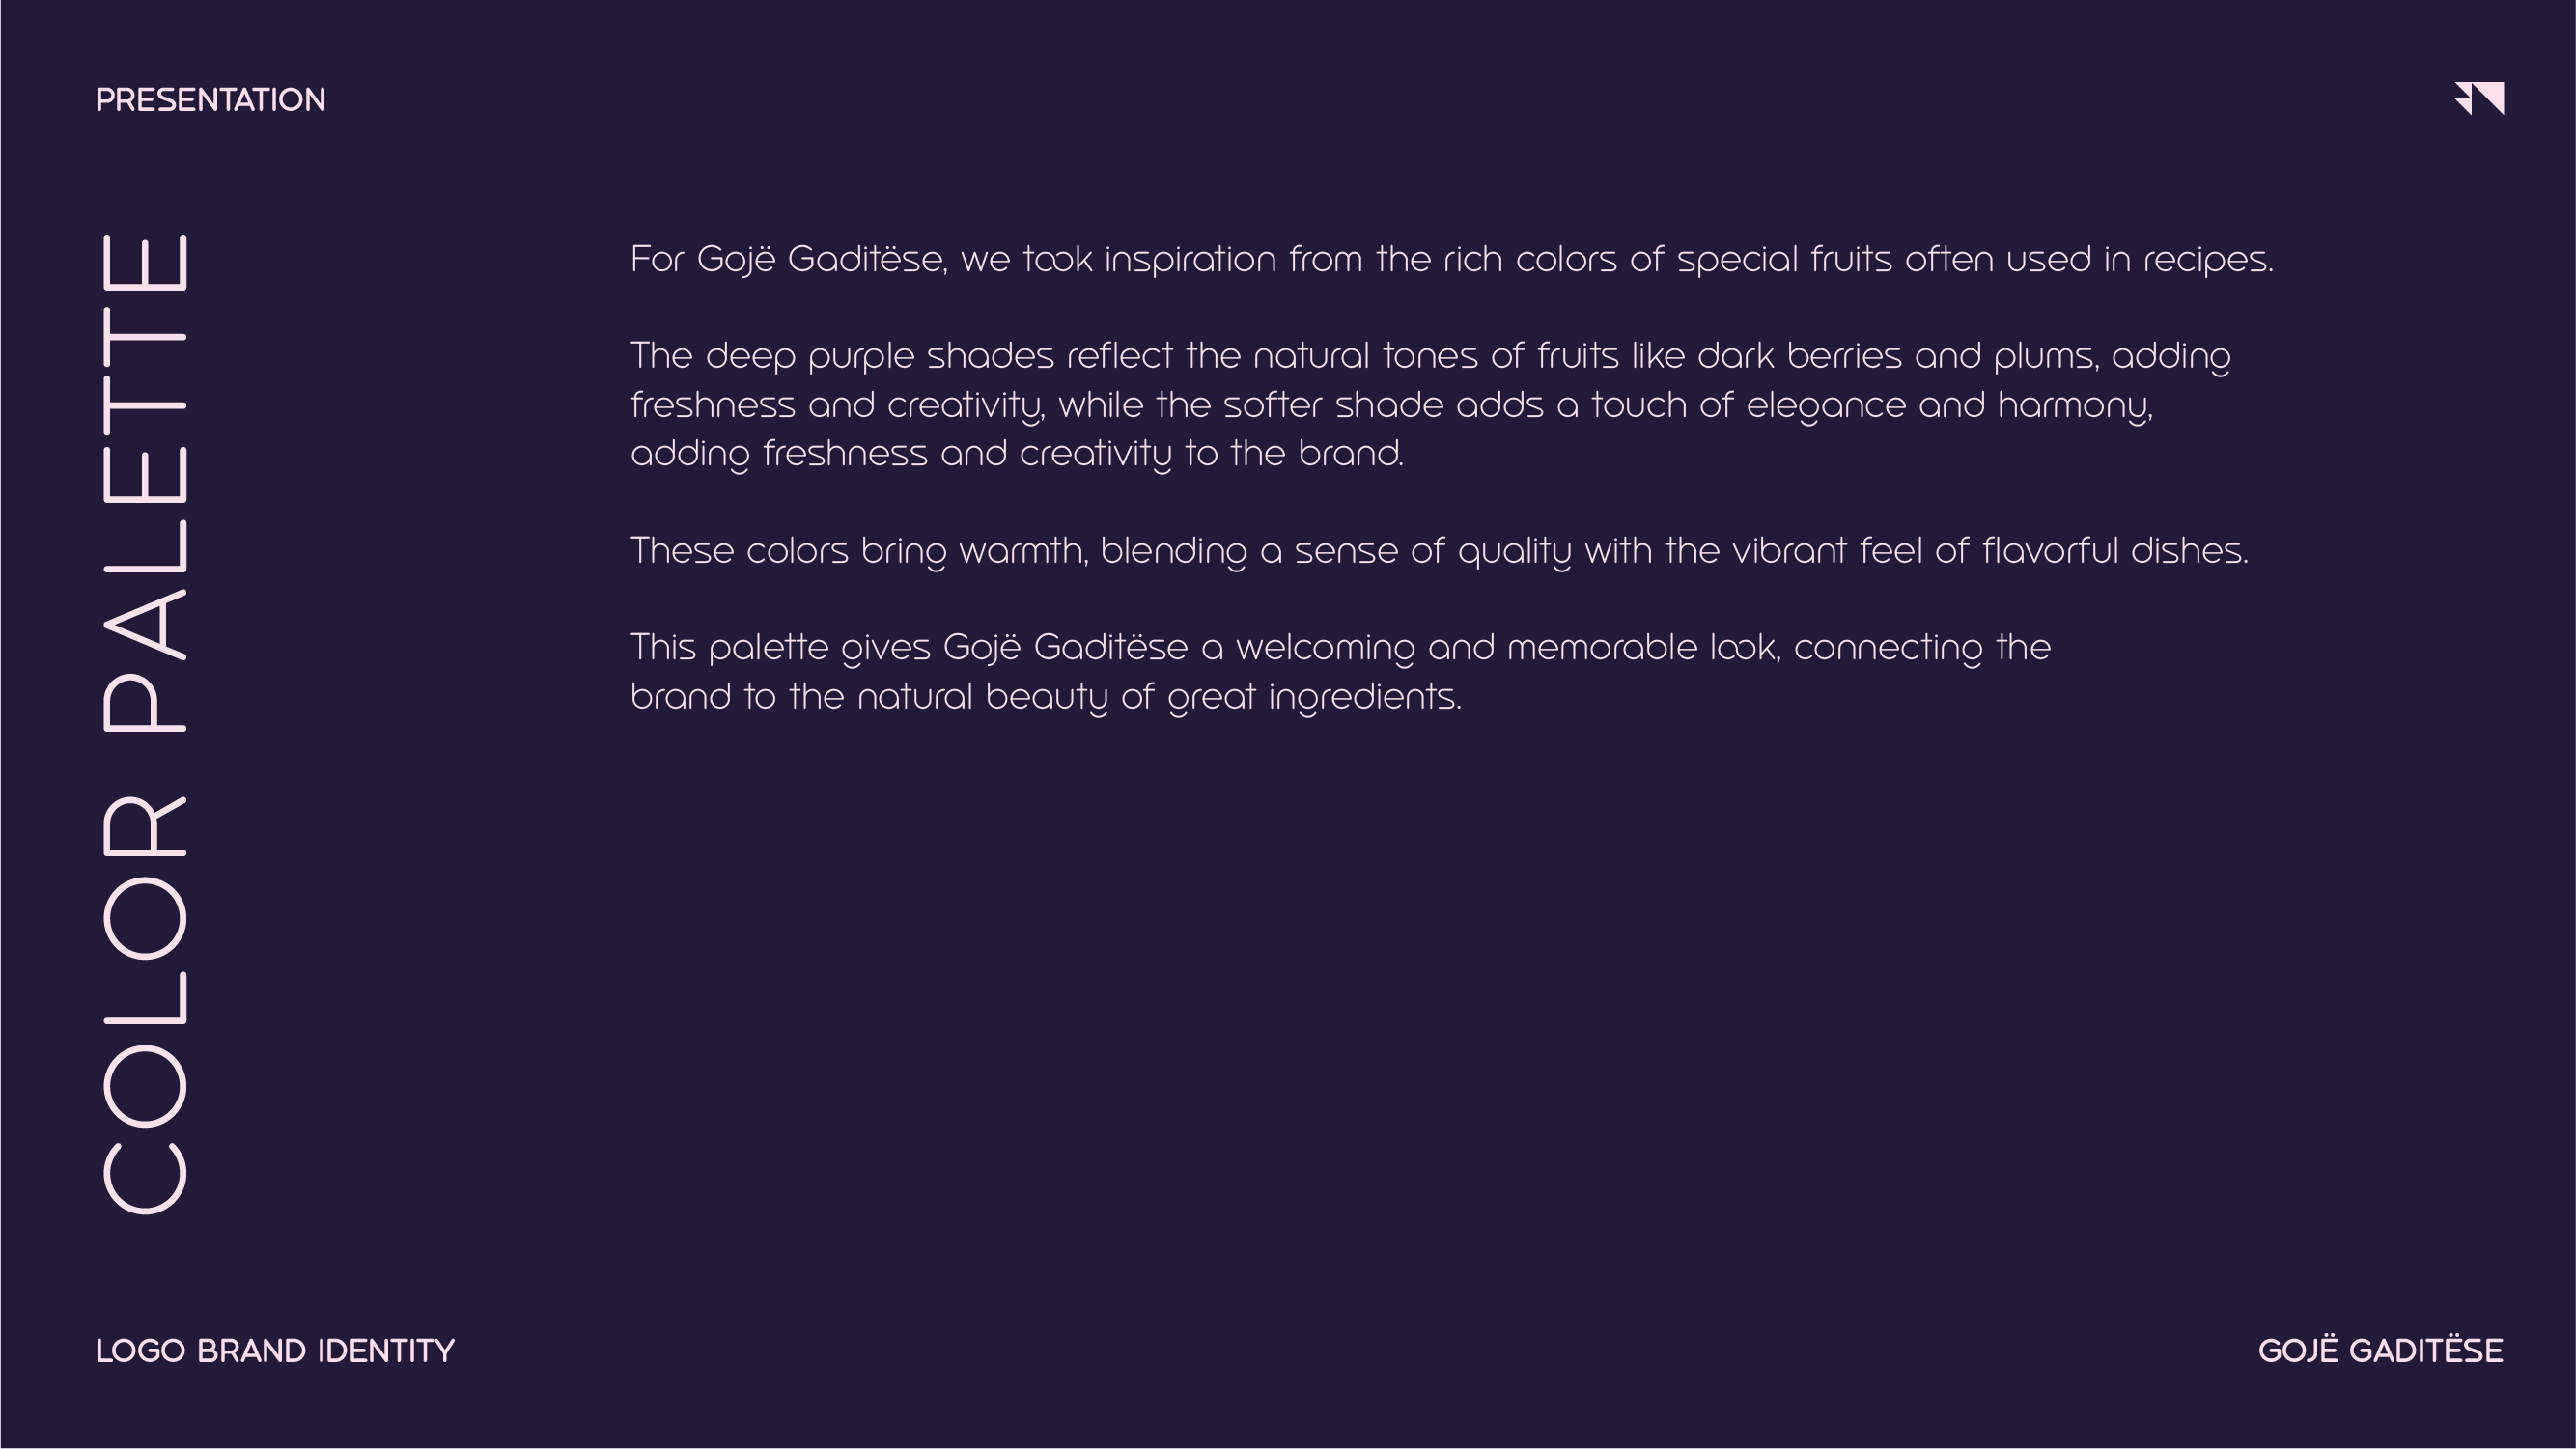 PRESENTATION
COLOR PALETTE
For Gojë Gaditëse, we took inspiration from the rich colors of special fruits often used in recipes.
The deep purple shades reflect the natural tones of fruits like dark berries and plums, adding
freshness and creativity, while the softer shade adds a touch of elegance and harmony,
adding freshness and creativity to the brand.
These colors bring warmth, blending a sense of quality with the vibrant feel of flavorful dishes.
This palette gives Gojë Gaditëse a welcoming and memorable look, connecting the
brand to the natural beauty of great ingredients.
LOGO BRAND IDENTITY
GOJË GADITËSE